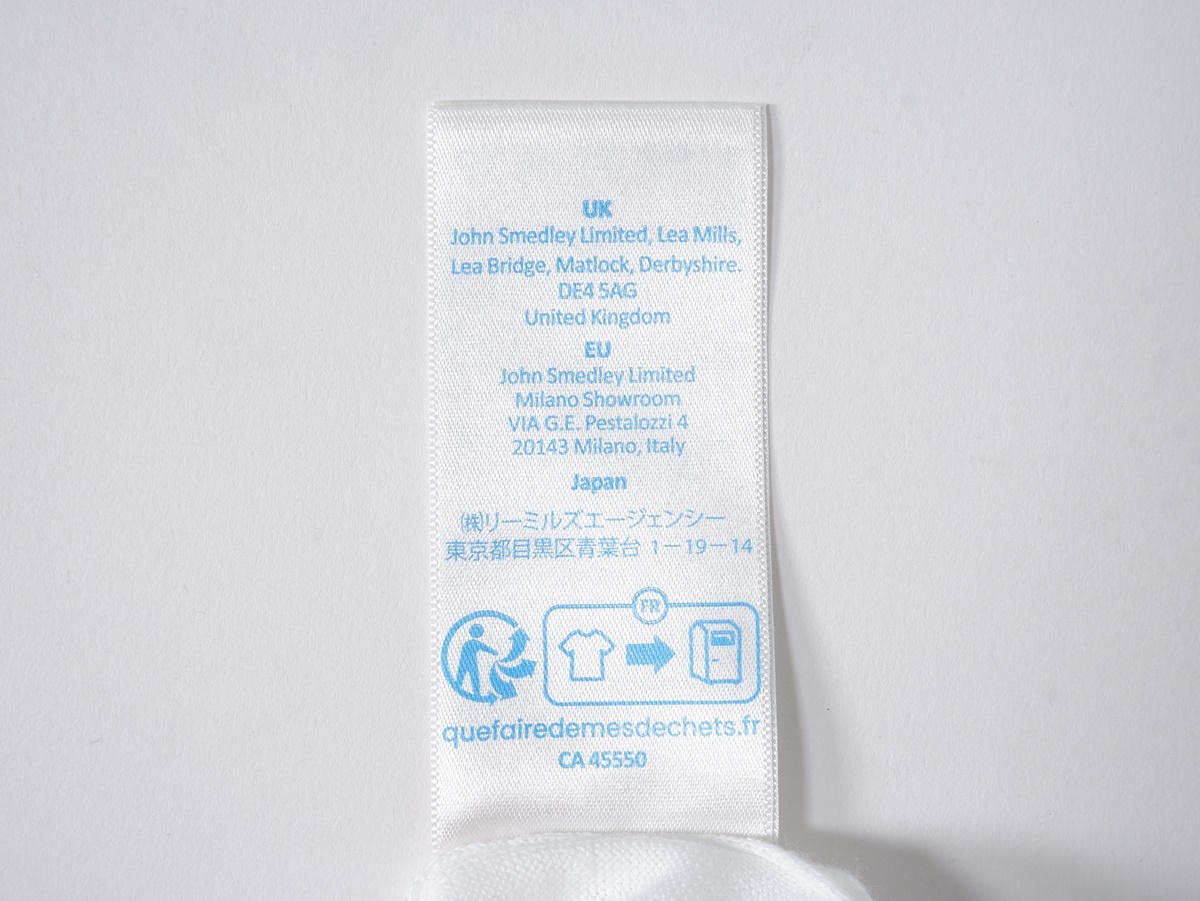 UK
John Smedley Limited, Lea Mills,
Lea Bridge, Matlock, Derbyshire.
DE4 5AG
United Kingdom
EU
John Smedley Limited
Milano Showroom
VIA G.E. Pestalozzi 4
20143 Milano, Italy
Japan
㈱リーミルズエージェンシー
東京都目黒区青葉台 1－19－14
FR
quefairedemesdechets.fr
CA 45550